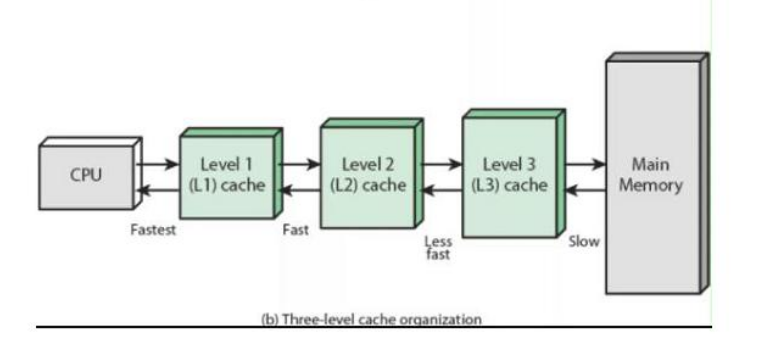 CPU
Level 1
(L1) cache
Level 2
(L2) cache
Level 3
(L3) cache
Main
Memory
Fastest
Fast
Less
fast
Slow
(b) Three-level cache organization